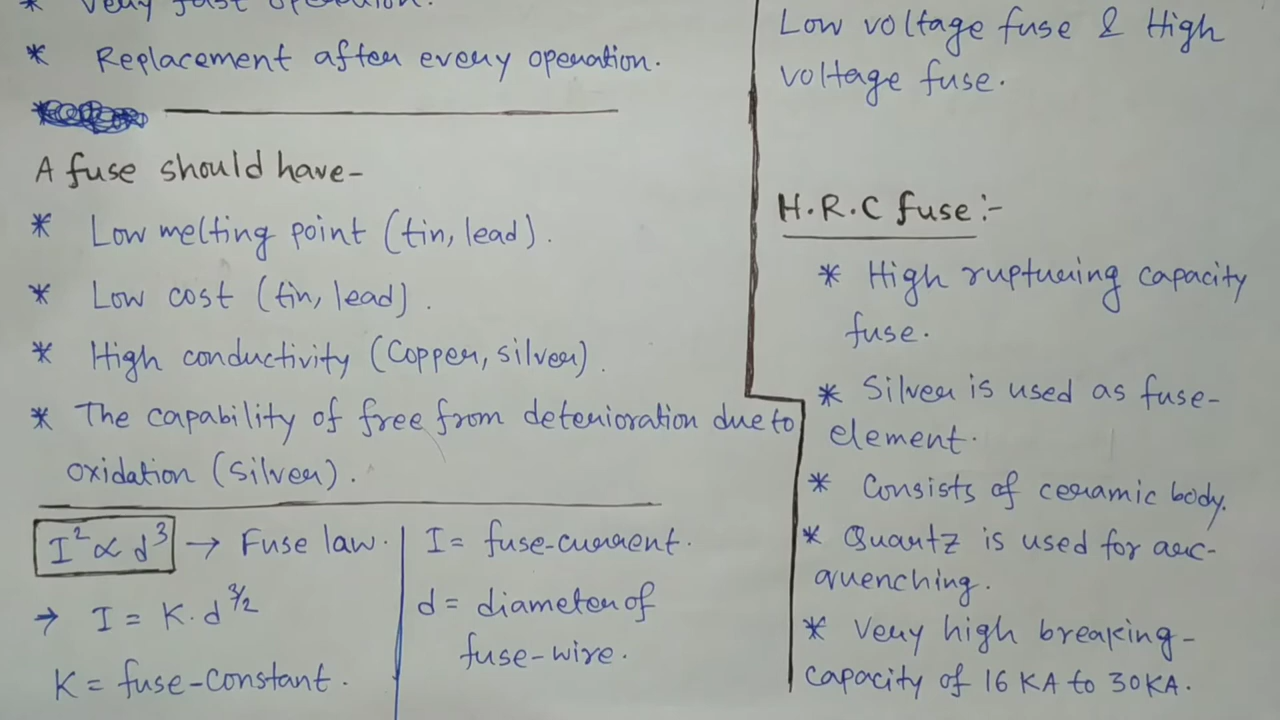 * Very fast operation.
* Replacement after every operation.
A fuse should have-
* Low melting point (tin, lead).
* Low cost (tin, lead).
* High conductivity (Copper, silver).
* The capability of free from deterioration due to
oxidation (Silver).
I² ∝ d³ → Fuse law.
→ I = K.d^3/2
K = fuse-constant.
I = fuse-current.
d = diameter of
fuse-wire.
Low voltage fuse & High
voltage fuse.
H.R.C fuse:-
* High rupturing capacity
fuse.
* Silver is used as fuse-
element.
* Consists of ceramic body.
* Quartz is used for arc-
quenching.
* Very high breaking-
capacity of 16 KA to 30KA.